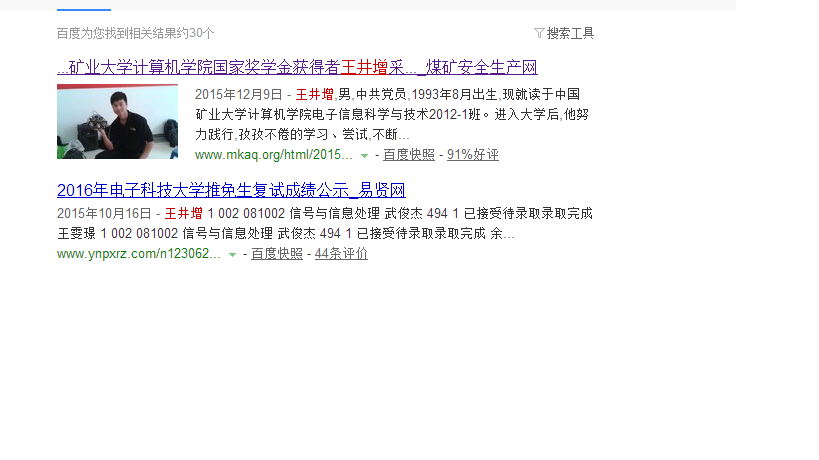 百度为您找到相关结果约30个
搜索工具
...矿业大学计算机学院国家奖学金获得者王井增采..._煤矿安全生产网
2015年12月9日 - 王井增,男,中共党员,1993年8月出生,现就读于中国
矿业大学计算机学院电子信息科学与技术2012-1班。进入大学后,他努
力践行,孜孜不倦的学习、尝试,不断...
www.mkaq.org/html/2015... - 百度快照 - 91%好评
2016年电子科技大学推免生复试成绩公示_易贤网
2015年10月16日 - 王井增 1 002 081002 信号与信息处理 武俊杰 494 1 已接受待录取录取完成
王雯璟 1 002 081002 信号与信息处理 武俊杰 494 1 已接受待录取录取完成 余...
www.ynpxrz.com/n123062... - 百度快照 - 44条评价